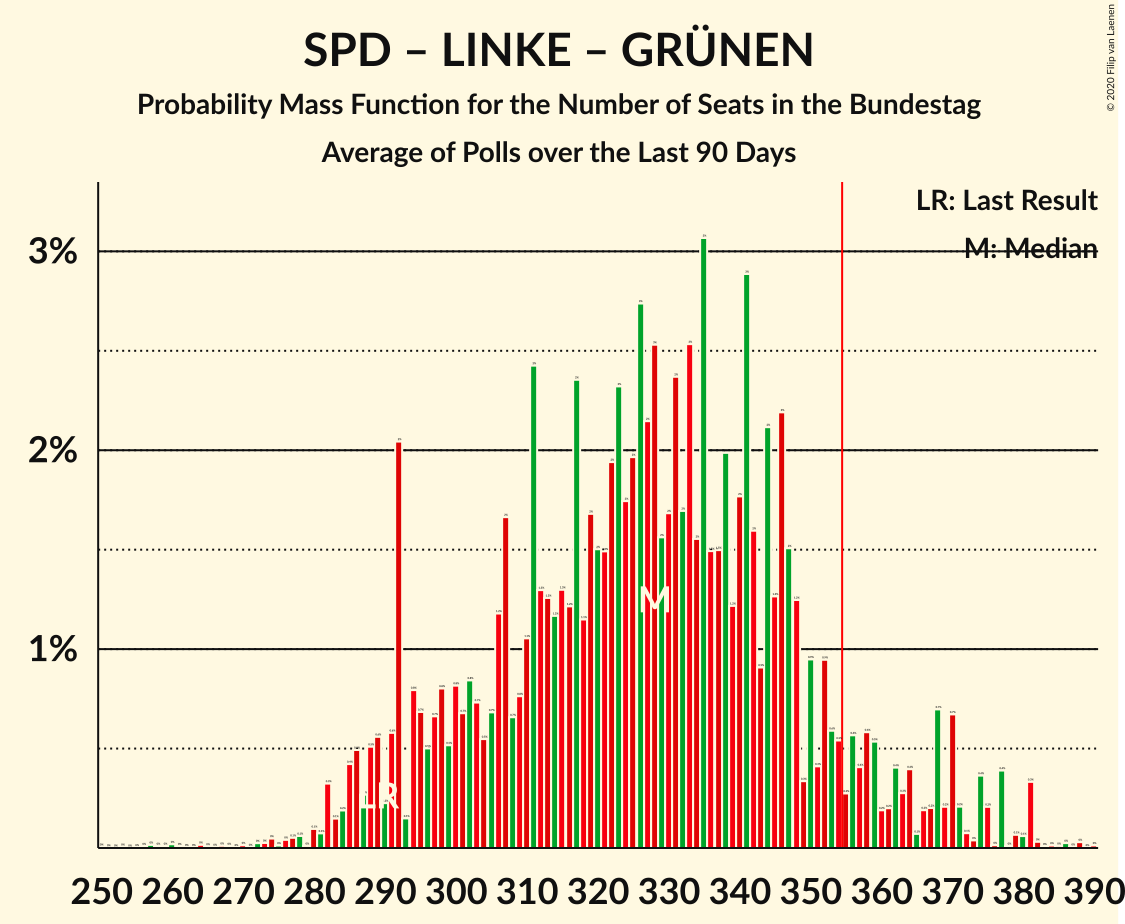 SPD – LINKE – GRÜNEN
Probability Mass Function for the Number of Seats in the Bundestag
Average of Polls over the Last 90 Days
© 2020 Filip van Laenen
LR: Last Result
M: Median
3%
2%
1%
M
LR
250 260 270 280 290 300 310 320 330 340 350 360 370 380 390